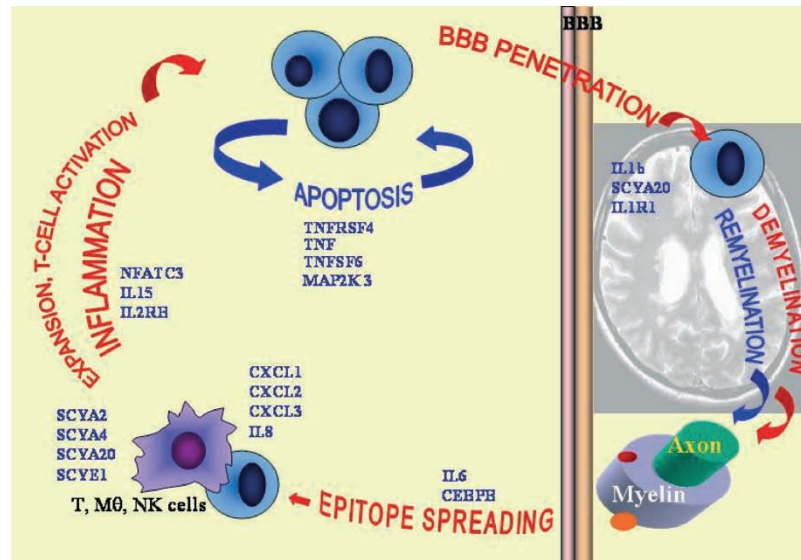 BBB
BBB PENETRATION
EXPANSION, T-CELL ACTIVATION
INFLAMMATION
APOPTOSIS
TNFRSF4
TNF
TNFSF6
MAP2K3
NFATC3
IL15
IL2RB
IL1b
SCYA20
IL1R1
REMYELINATION
DEMYELINATION
CXCL1
CXCL2
CXCL3
IL8
SCYA2
SCYA4
SCYA20
SCYE1
T, Mθ, NK cells
IL6
CEBPB
EPITOPE SPREADING
Axon
Myelin